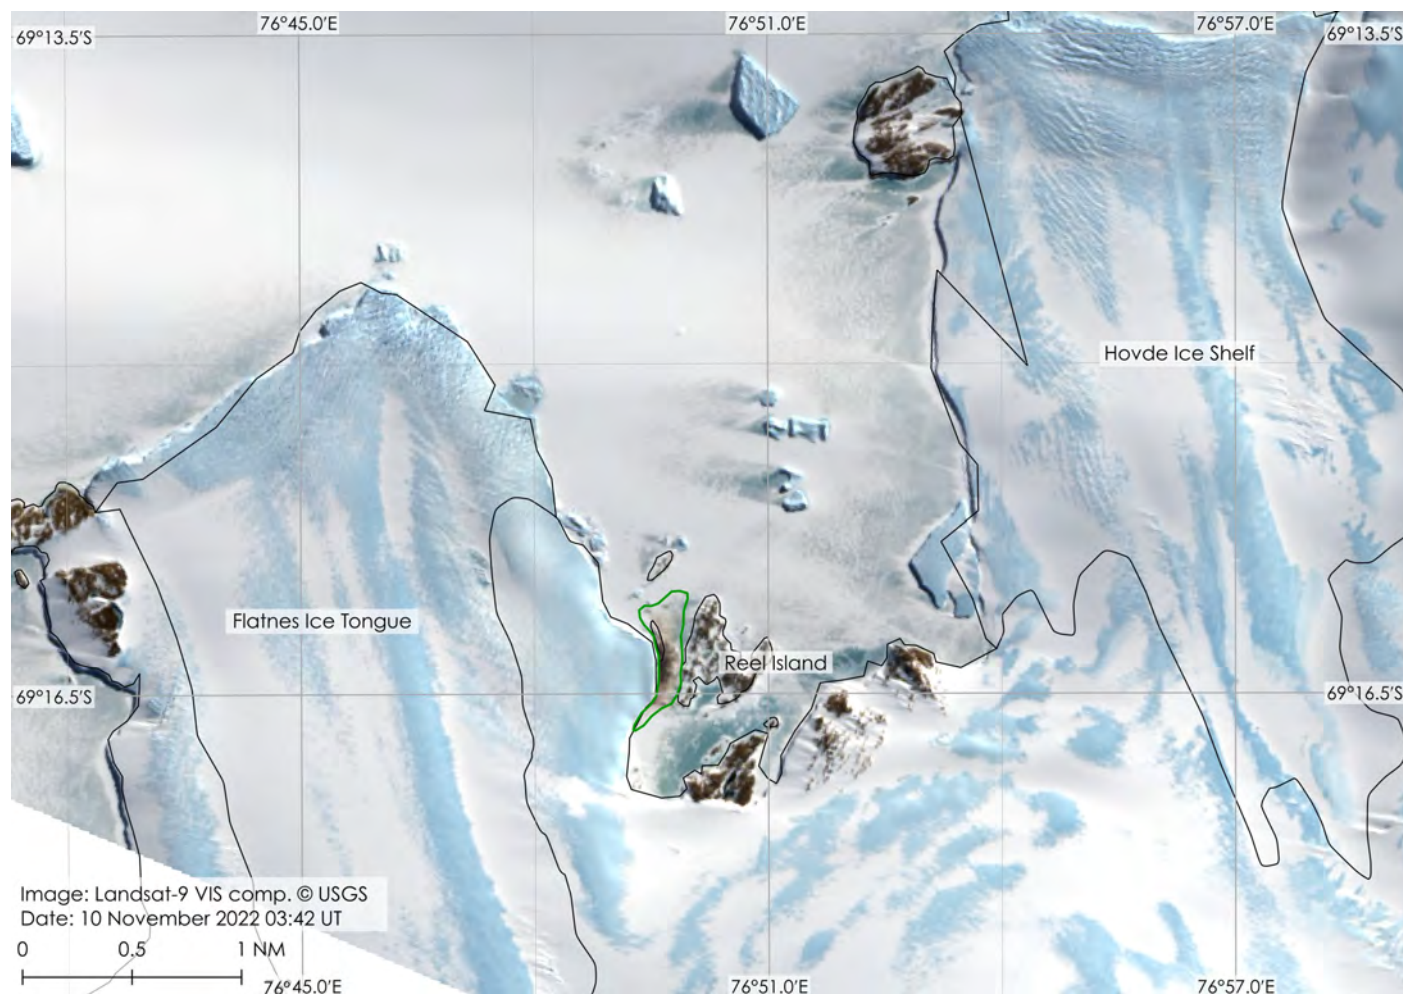 76°45.0'E
76°51.0'E
76°57.0'E
69°13.5'S
69°13.5'S
Hovde Ice Shelf
Flatnes Ice Tongue
Reel Island
69°16.5'S
69°16.5'S
Image: Landsat-9 VIS comp. © USGS
Date: 10 November 2022 03:42 UT
0 0.5 1 NM
76°45.0'E
76°51.0'E
76°57.0'E